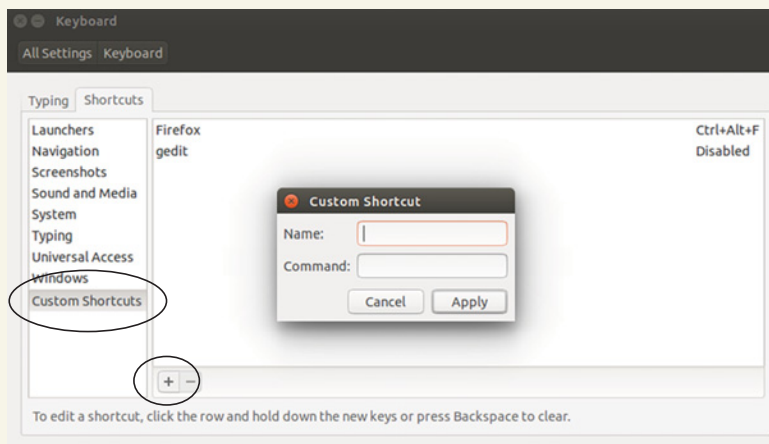 Keyboard
All Settings Keyboard
Typing Shortcuts
Launchers
Navigation
Screenshots
Sound and Media
System
Typing
Universal Access
Windows
Custom Shortcuts
Firefox Ctrl+Alt+F
gedit Disabled
Custom Shortcut
Name:
Command:
Cancel Apply
+ −
To edit a shortcut, click the row and hold down the new keys or press Backspace to clear.